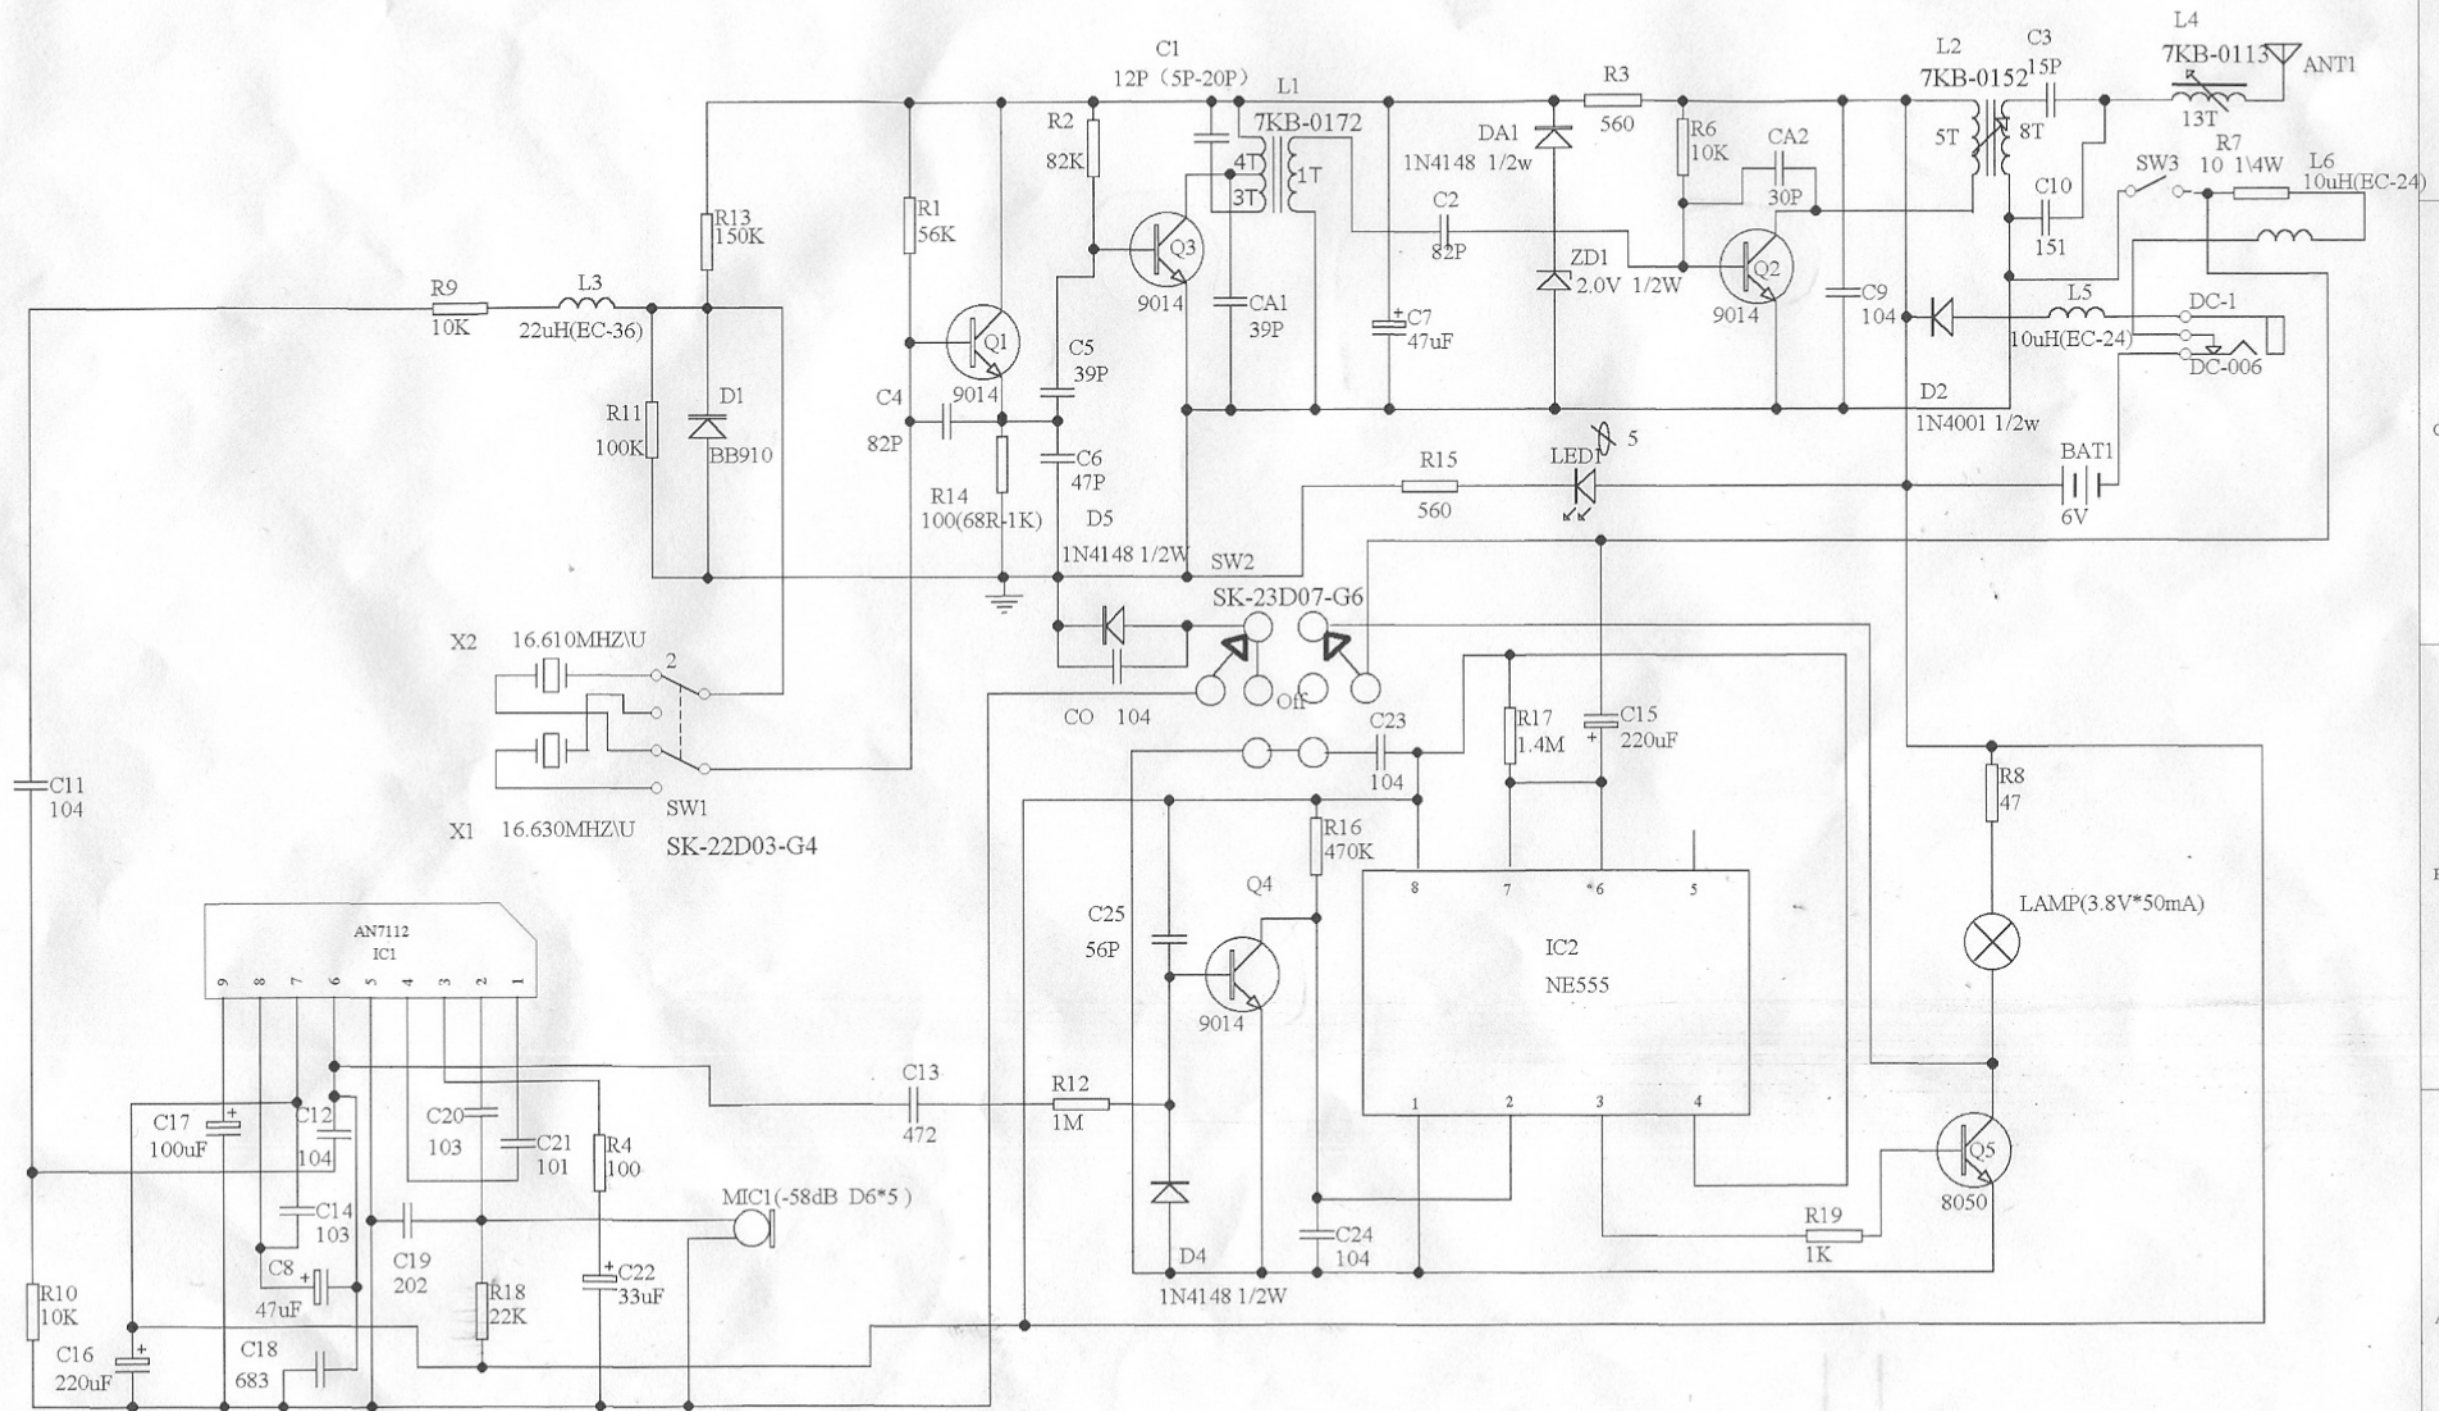 L4
7KB-0113
ANT1
13T
L2
7KB-0152
5T
8T
C3
15P
C1
12P（5P-20P）
L1
7KB-0172
4T
3T
1T
R3
560
R2
82K
DA1
1N4148 1/2w
R6
10K
CA2
30P
SW3
R7
10 1\4W
L6
10uH(EC-24)
C10
151
R13
150K
R1
56K
Q3
9014
C2
82P
ZD1
2.0V 1/2W
Q2
9014
C9
104
R9
10K
L3
22uH(EC-36)
Q1
9014
CA1
39P
C7
47uF
L5
10uH(EC-24)
DC-1
DC-006
C5
39P
D1
BB910
R11
100K
C4
82P
D2
1N4001 1/2w
C6
47P
R14
100(68R-1K)
D5
1N4148 1/2W
R15
560
LED1
5
BAT1
6V
SW2
SK-23D07-G6
Off
X2
16.610MHZ\U
2
X1
16.630MHZ\U
SW1
SK-22D03-G4
CO 104
C23
104
R17
1.4M
C15
220uF
C11
104
R8
47
R16
470K
Q4
9014
C25
56P
8 7 *6 5
IC2
NE555
1 2 3 4
LAMP(3.8V*50mA)
AN7112
IC1
9 8 7 6 5 4 3 2 1
C17
100uF
C12
104
C20
103
C21
101
R4
100
C13
472
R12
1M
C14
103
MIC1(-58dB D6*5 )
Q5
8050
R19
1K
C24
104
D4
1N4148 1/2W
C19
202
C8
47uF
R18
22K
C22
33uF
R10
10K
C16
220uF
C18
683